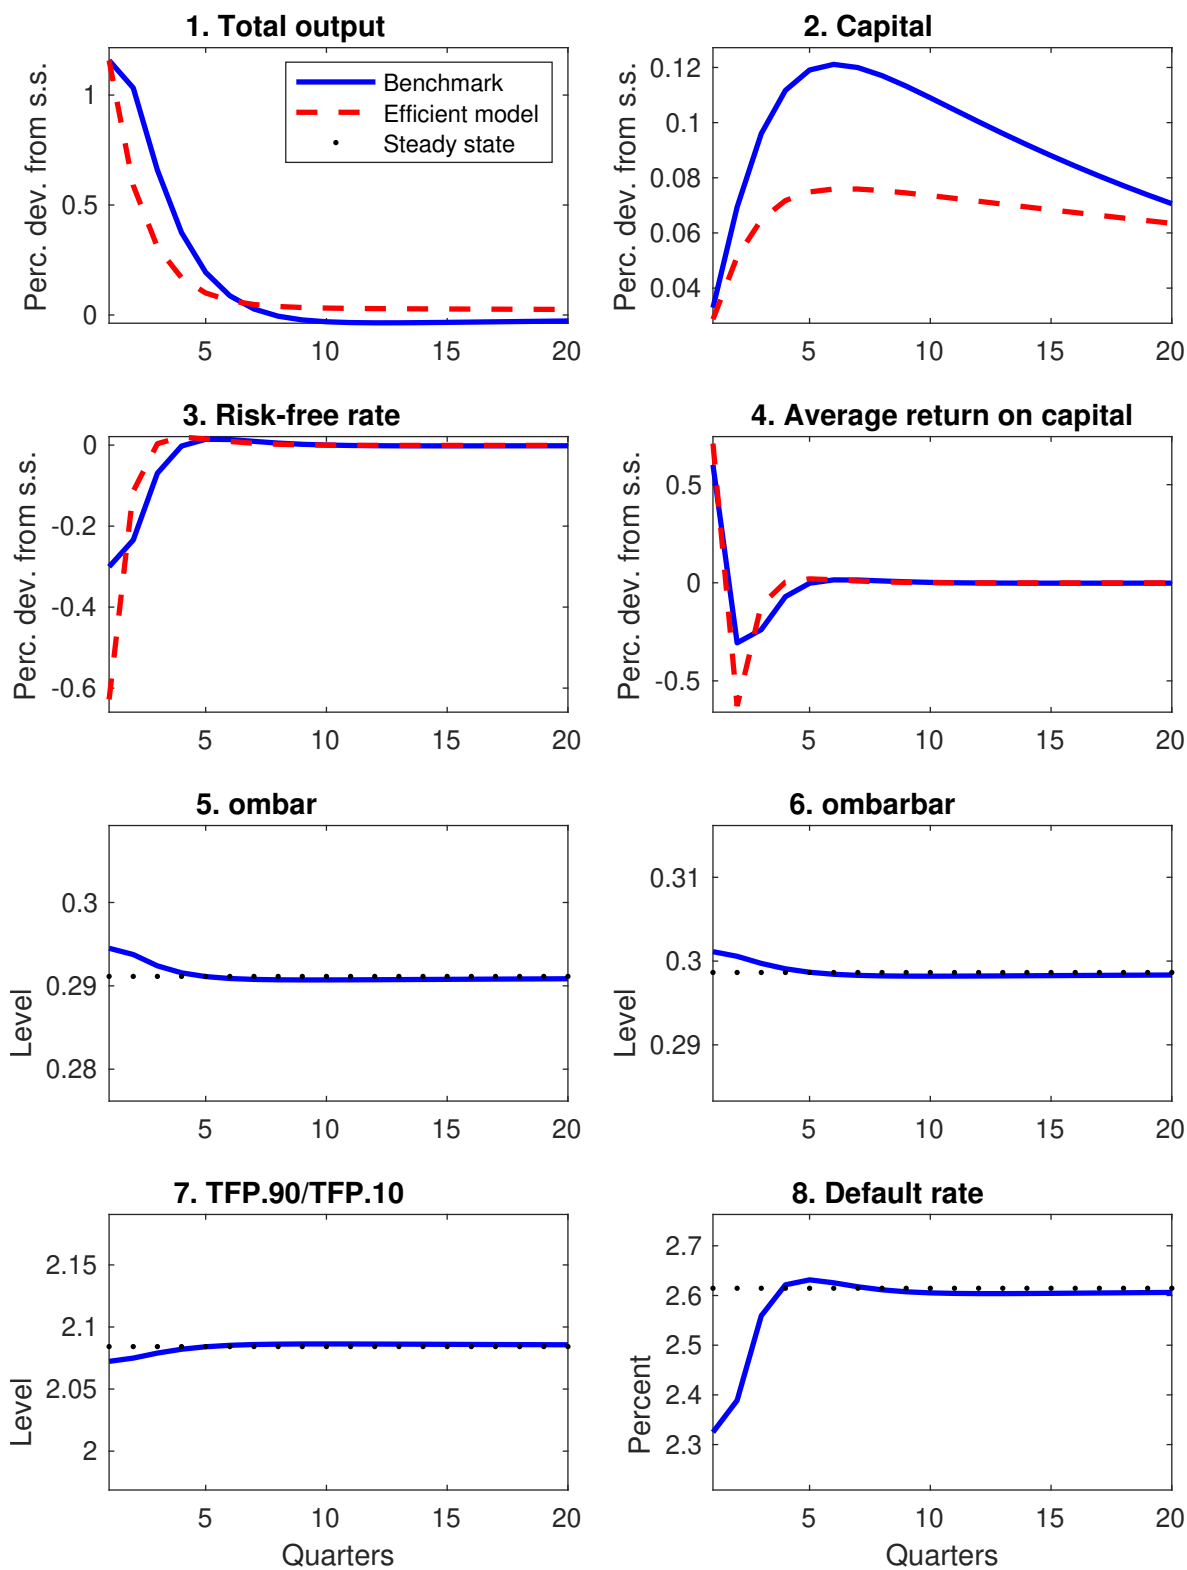 1. Total output
Perc. dev. from s.s.
1
0.5
0
5
10
15
20
Benchmark
Efficient model
Steady state
2. Capital
Perc. dev. from s.s.
0.12
0.1
0.08
0.06
0.04
5
10
15
20
3. Risk-free rate
Perc. dev. from s.s.
0
-0.2
-0.4
-0.6
5
10
15
20
4. Average return on capital
Perc. dev. from s.s.
0.5
0
-0.5
5
10
15
20
5. ombar
Level
0.3
0.29
0.28
5
10
15
20
6. ombarbar
Level
0.31
0.3
0.29
5
10
15
20
7. TFP.90/TFP.10
Level
2.15
2.1
2.05
2
5
10
15
20
Quarters
8. Default rate
Percent
2.7
2.6
2.5
2.4
2.3
5
10
15
20
Quarters